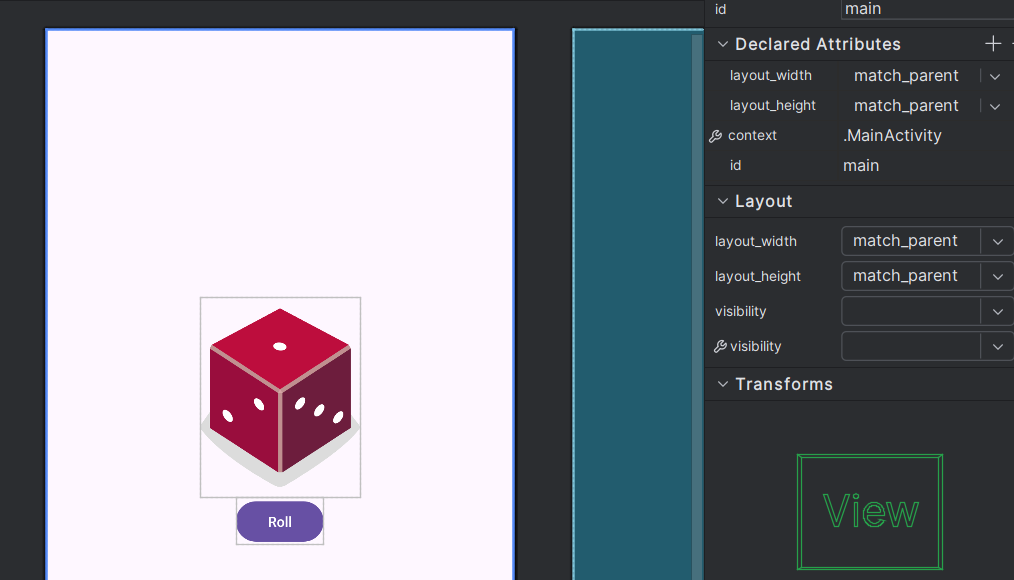 id main
Declared Attributes
layout_width match_parent
layout_height match_parent
context .MainActivity
id main
Layout
layout_width match_parent
layout_height match_parent
visibility
visibility
Transforms
View
Roll